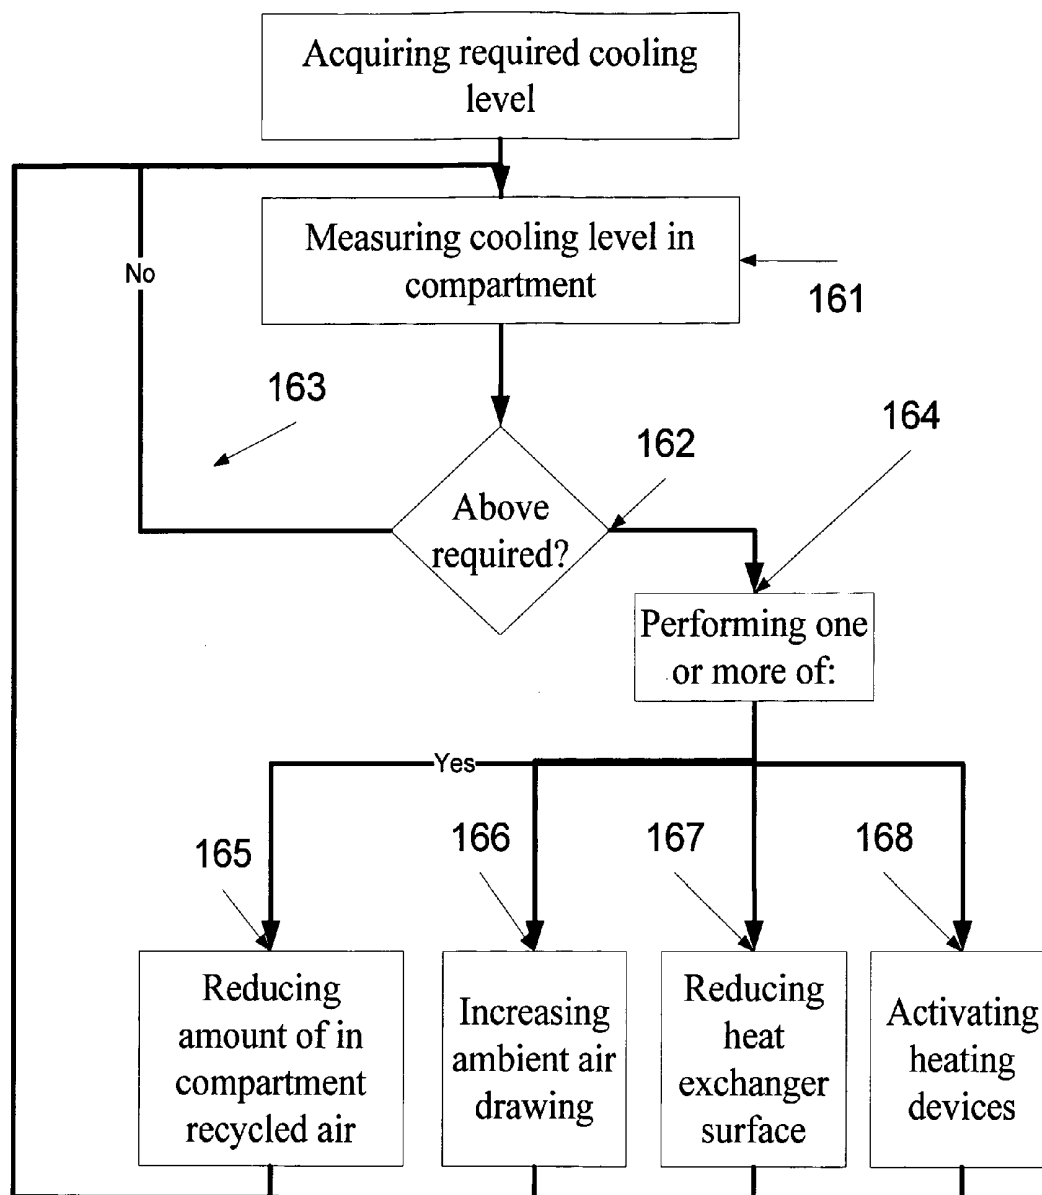 Acquiring required cooling
level
Measuring cooling level in
compartment
No
161
163
164
162
Above
required?
Performing one
or more of:
Yes
165
166
167
168
Reducing
amount of in
compartment
recycled air
Increasing
ambient air
drawing
Reducing
heat
exchanger
surface
Activating
heating
devices